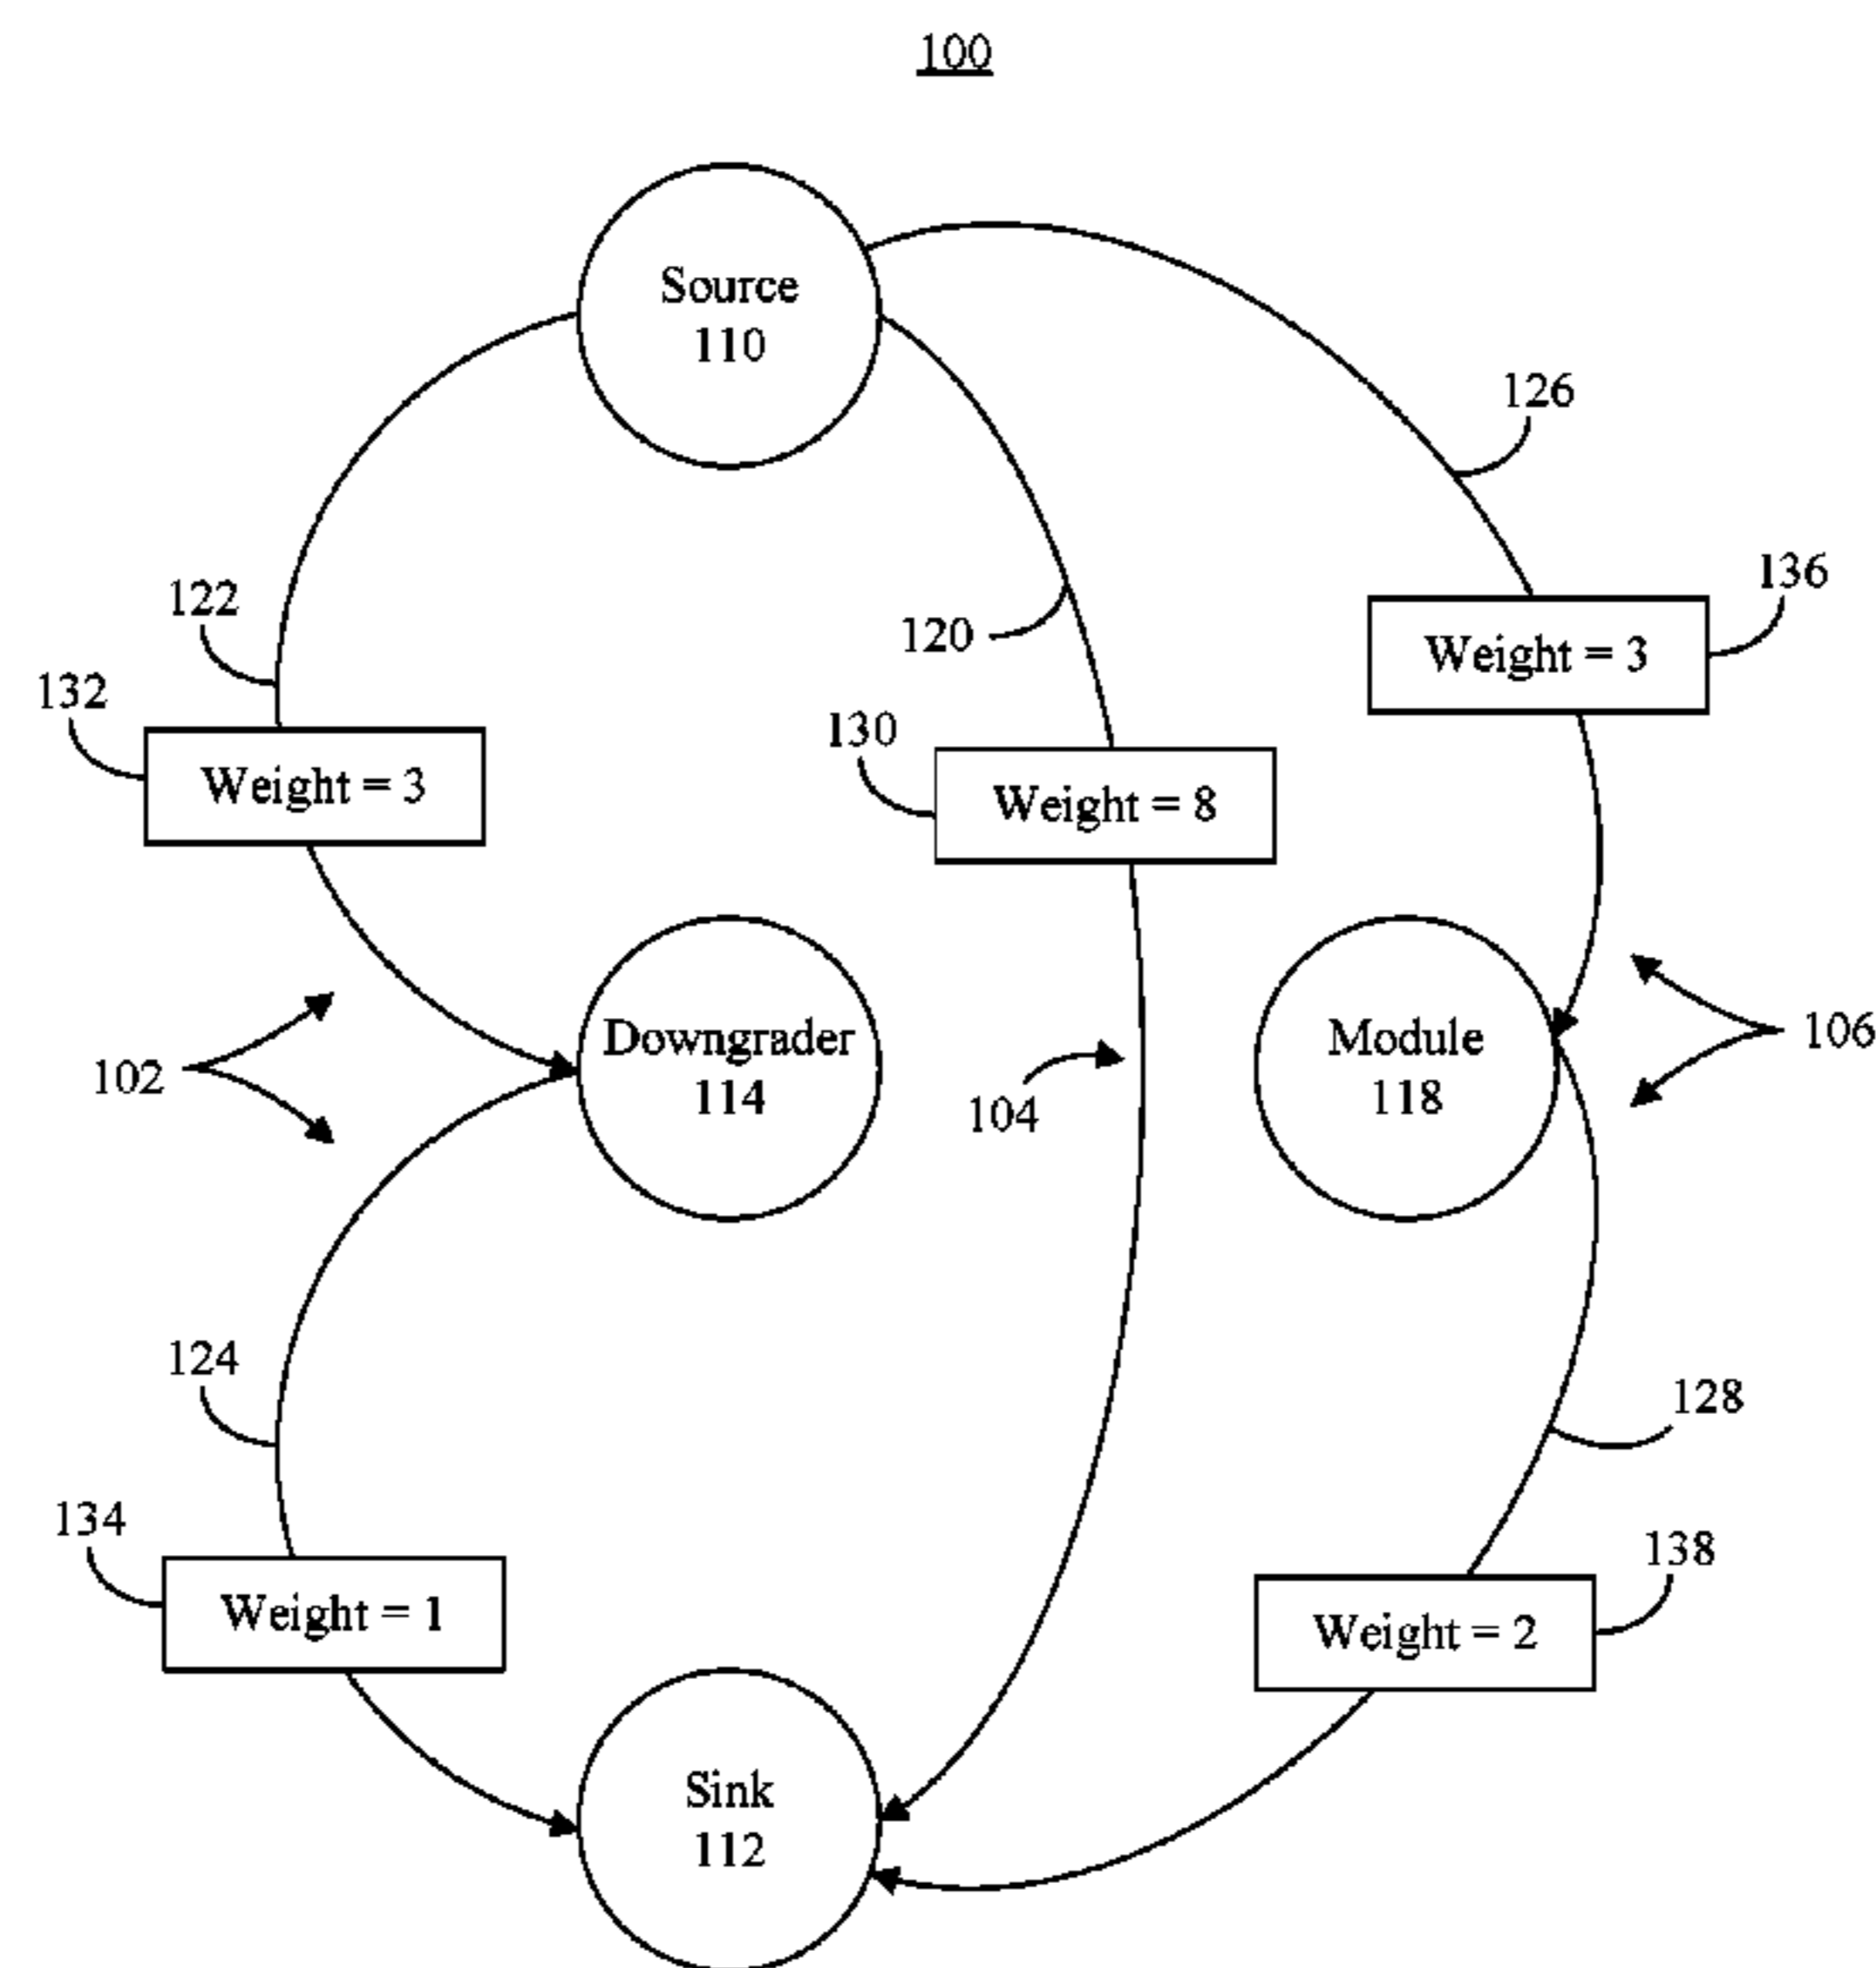 100
Source
110
126
136
122
120
Weight = 3
132
130
Weight = 3
Weight = 8
Downgrader
114
Module
118
106
102
104
124
128
134
138
Weight = 1
Weight = 2
Sink
112